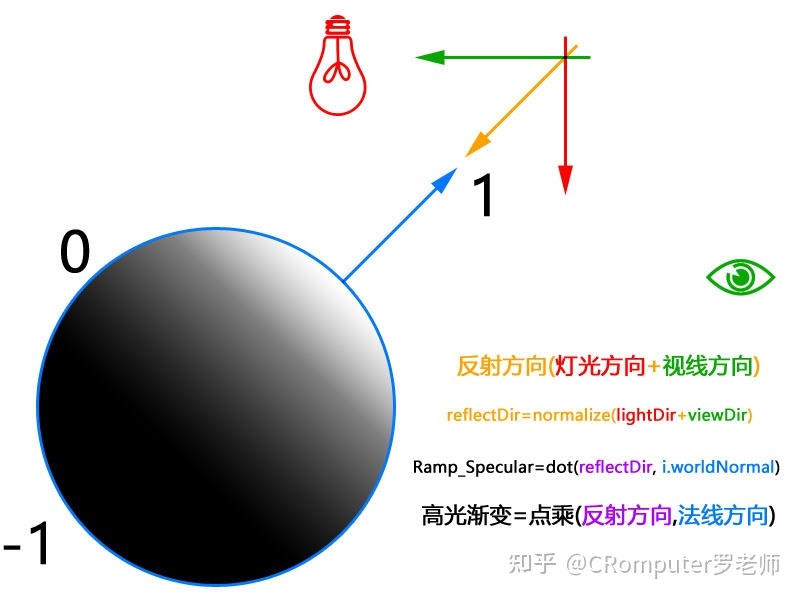 1
0
反射方向(灯光方向+视线方向)
reflectDir=normalize(lightDir+viewDir)
Ramp_Specular=dot(reflectDir, i.worldNormal)
高光渐变=点乘(反射方向,法线方向)
-1
知乎 @CRomputer罗老师